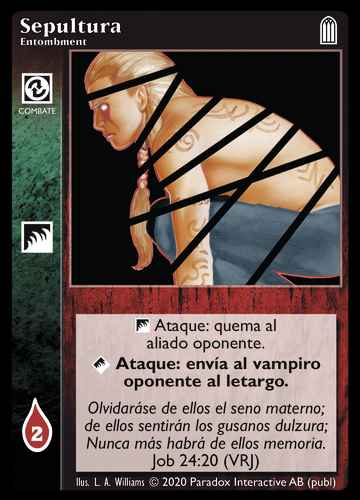 Sepultura
Entombment
COMBATE
Ataque: quema al
aliado oponente.
Ataque: envía al vampiro
oponente al letargo.
Olvidaráse de ellos el seno materno;
de ellos sentirán los gusanos dulzura;
Nunca más habrá de ellos memoria.
Job 24:20 (VRJ)
2
Ilus. L. A. Williams © 2020 Paradox Interactive AB (publ)